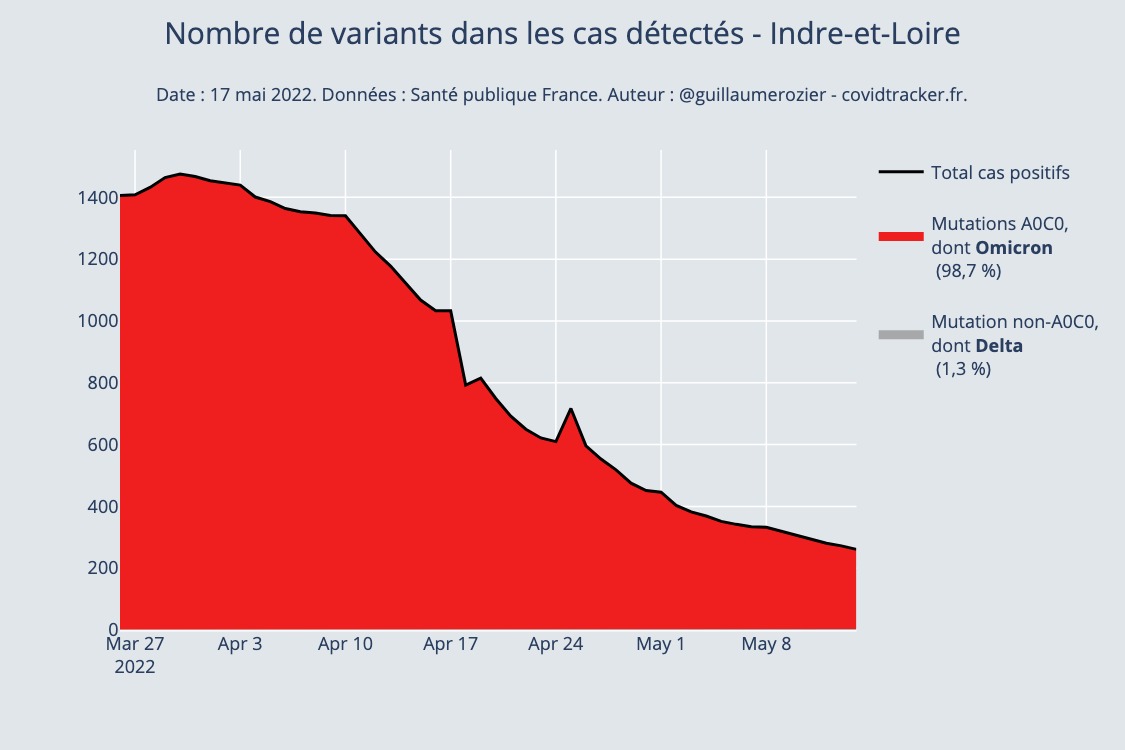 Nombre de variants dans les cas détectés - Indre-et-Loire
Date : 17 mai 2022. Données : Santé publique France. Auteur : @guillaumerozier - covidtracker.fr.
1400
1200
1000
800
600
400
200
0
Mar 27
2022
Apr 3
Apr 10
Apr 17
Apr 24
May 1
May 8
Total cas positifs
Mutations A0C0,
dont Omicron
(98,7 %)
Mutation non-A0C0,
dont Delta
(1,3 %)